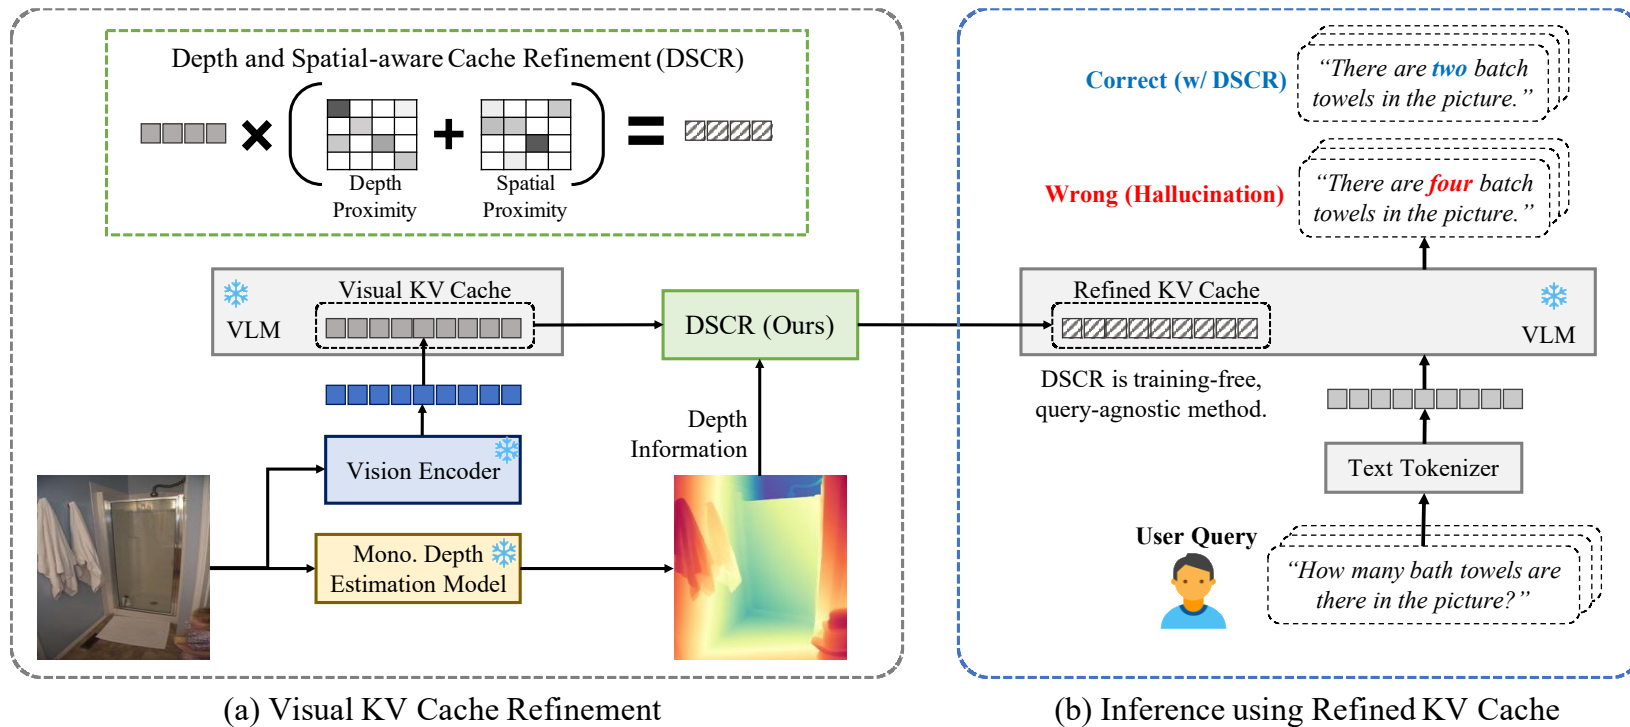 Depth and Spatial-aware Cache Refinement (DSCR)
Depth
Proximity
Spatial
Proximity
Visual KV Cache
VLM
DSCR (Ours)
Depth
Information
Vision Encoder
Mono. Depth
Estimation Model
(a) Visual KV Cache Refinement
Correct (w/ DSCR)
“There are two batch
towels in the picture.”
Wrong (Hallucination)
“There are four batch
towels in the picture.”
Refined KV Cache
VLM
DSCR is training-free,
query-agnostic method.
Text Tokenizer
User Query
“How many bath towels are
there in the picture?”
(b) Inference using Refined KV Cache